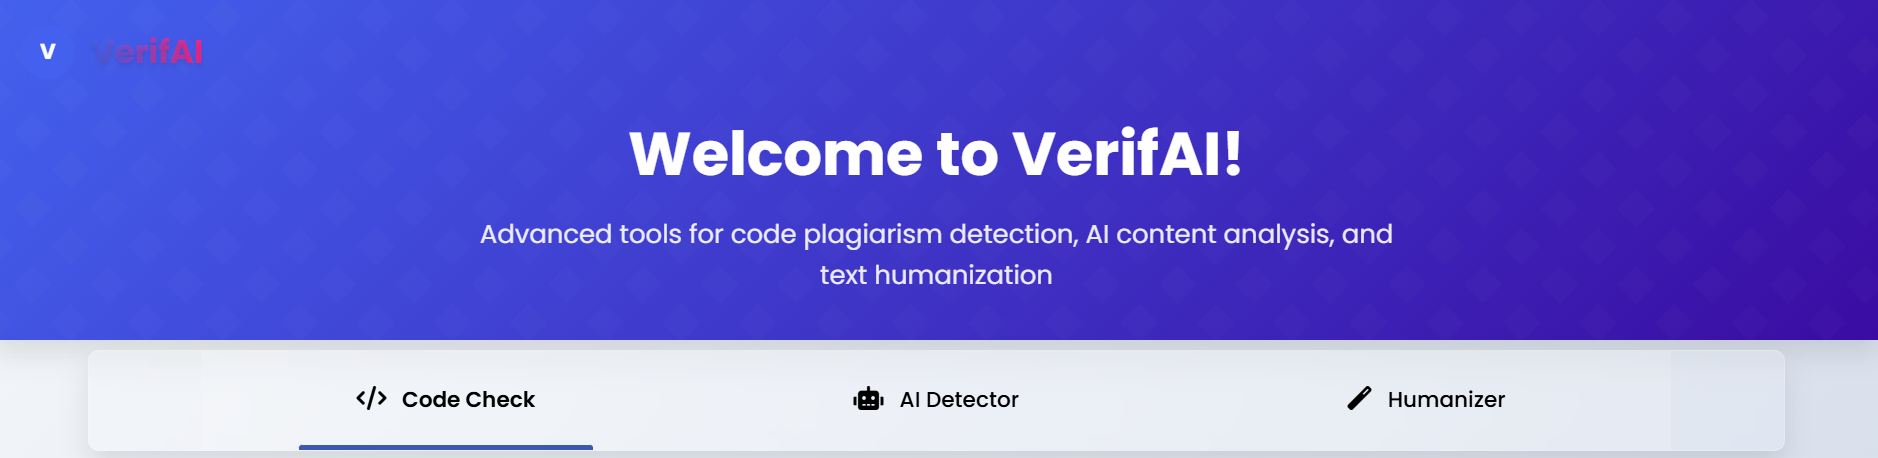 V VerifAI
Welcome to VerifAI!
Advanced tools for code plagiarism detection, AI content analysis, and
text humanization
Code Check AI Detector Humanizer